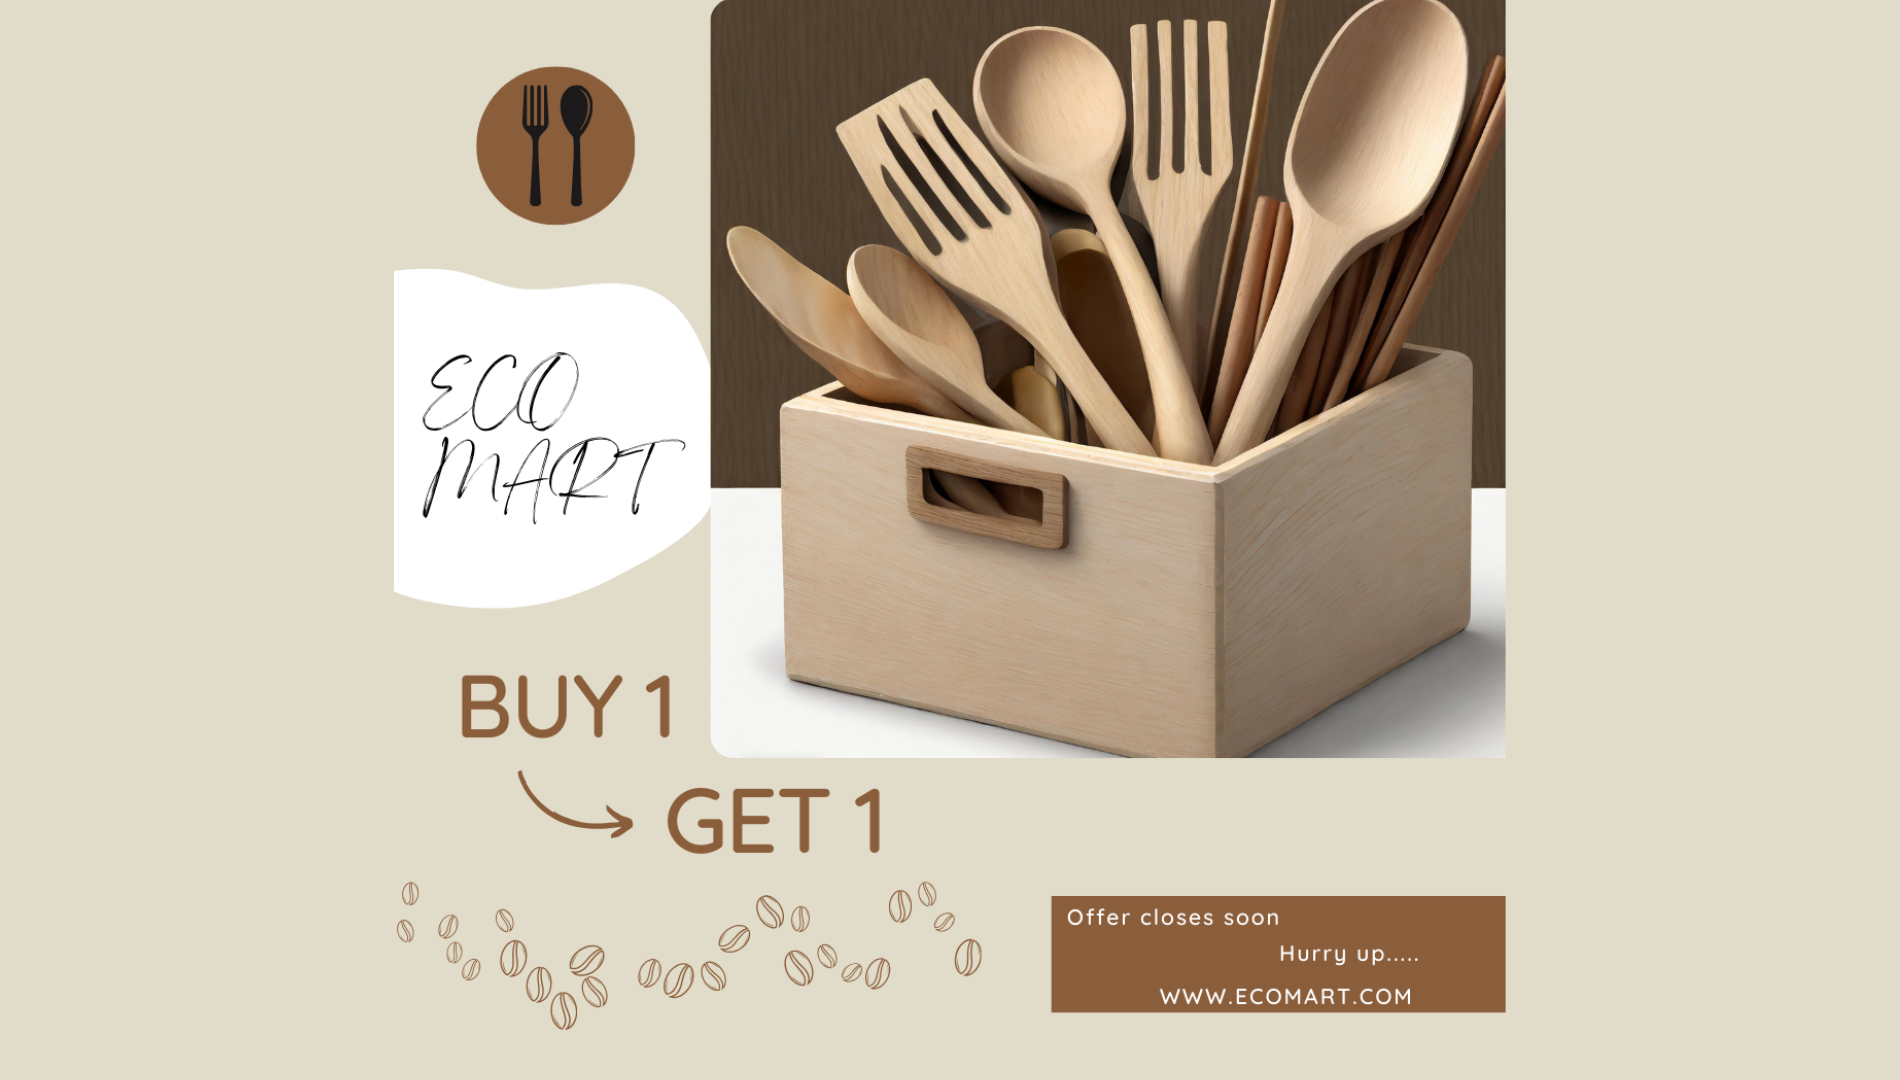 ECO
MART
BUY 1
GET 1
Offer closes soon
Hurry up.....
WWW.ECOMART.COM